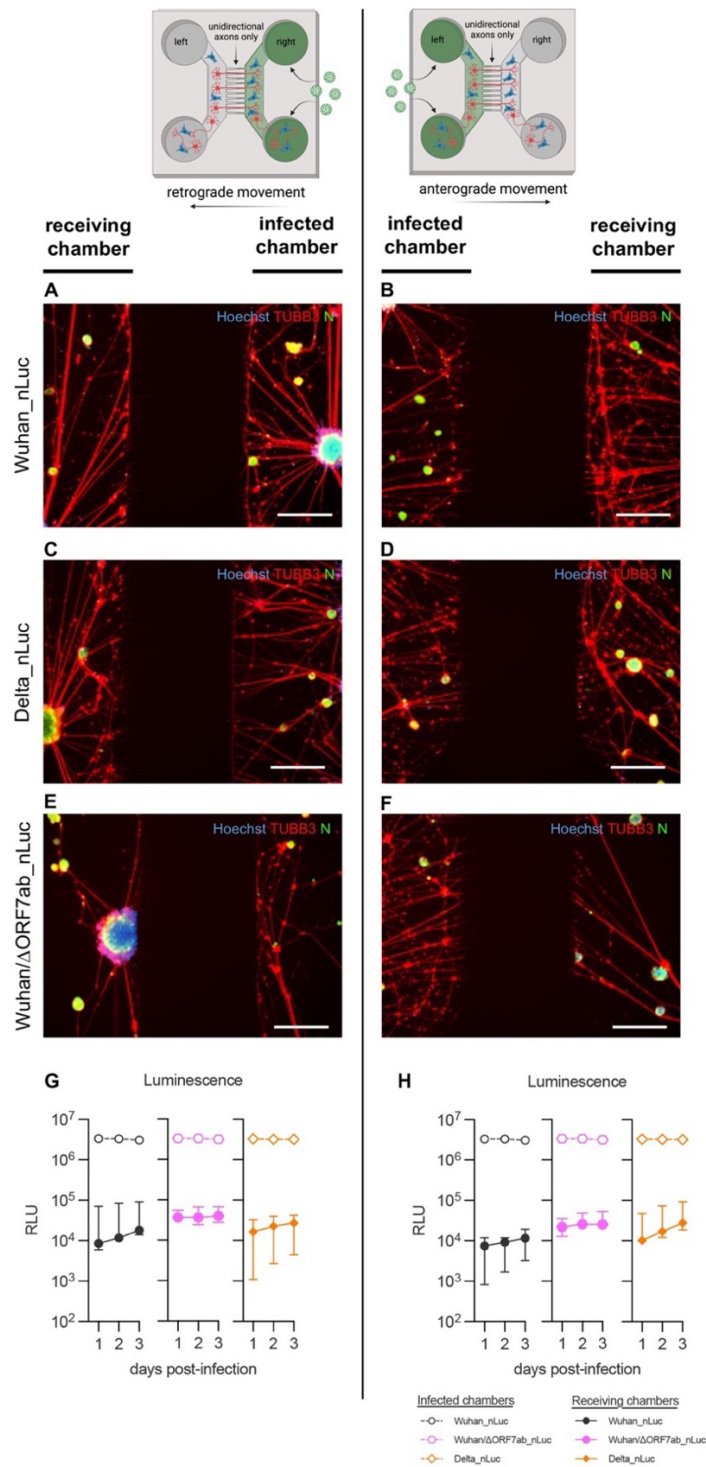 unidirectional
axons only
left
right
retrograde movement
receiving
chamber
infected
chamber
unidirectional
axons only
left
right
anterograde movement
infected
chamber
receiving
chamber
A
Hoechst TUBB3 N
B
Hoechst TUBB3 N
Wuhan_nLuc
C
Hoechst TUBB3 N
D
Hoechst TUBB3 N
Delta_nLuc
E
Hoechst TUBB3 N
F
Hoechst TUBB3 N
Wuhan/ΔORF7ab_nLuc
G
Luminescence
RLU
10⁷
10⁶
10⁵
10⁴
10³
10²
1 2 3 1 2 3 1 2 3
days post-infection
H
Luminescence
RLU
10⁷
10⁶
10⁵
10⁴
10³
10²
1 2 3 1 2 3 1 2 3
days post-infection
Infected chambers
Wuhan_nLuc
Wuhan/ΔORF7ab_nLuc
Delta_nLuc
Receiving chambers
Wuhan_nLuc
Wuhan/ΔORF7ab_nLuc
Delta_nLuc